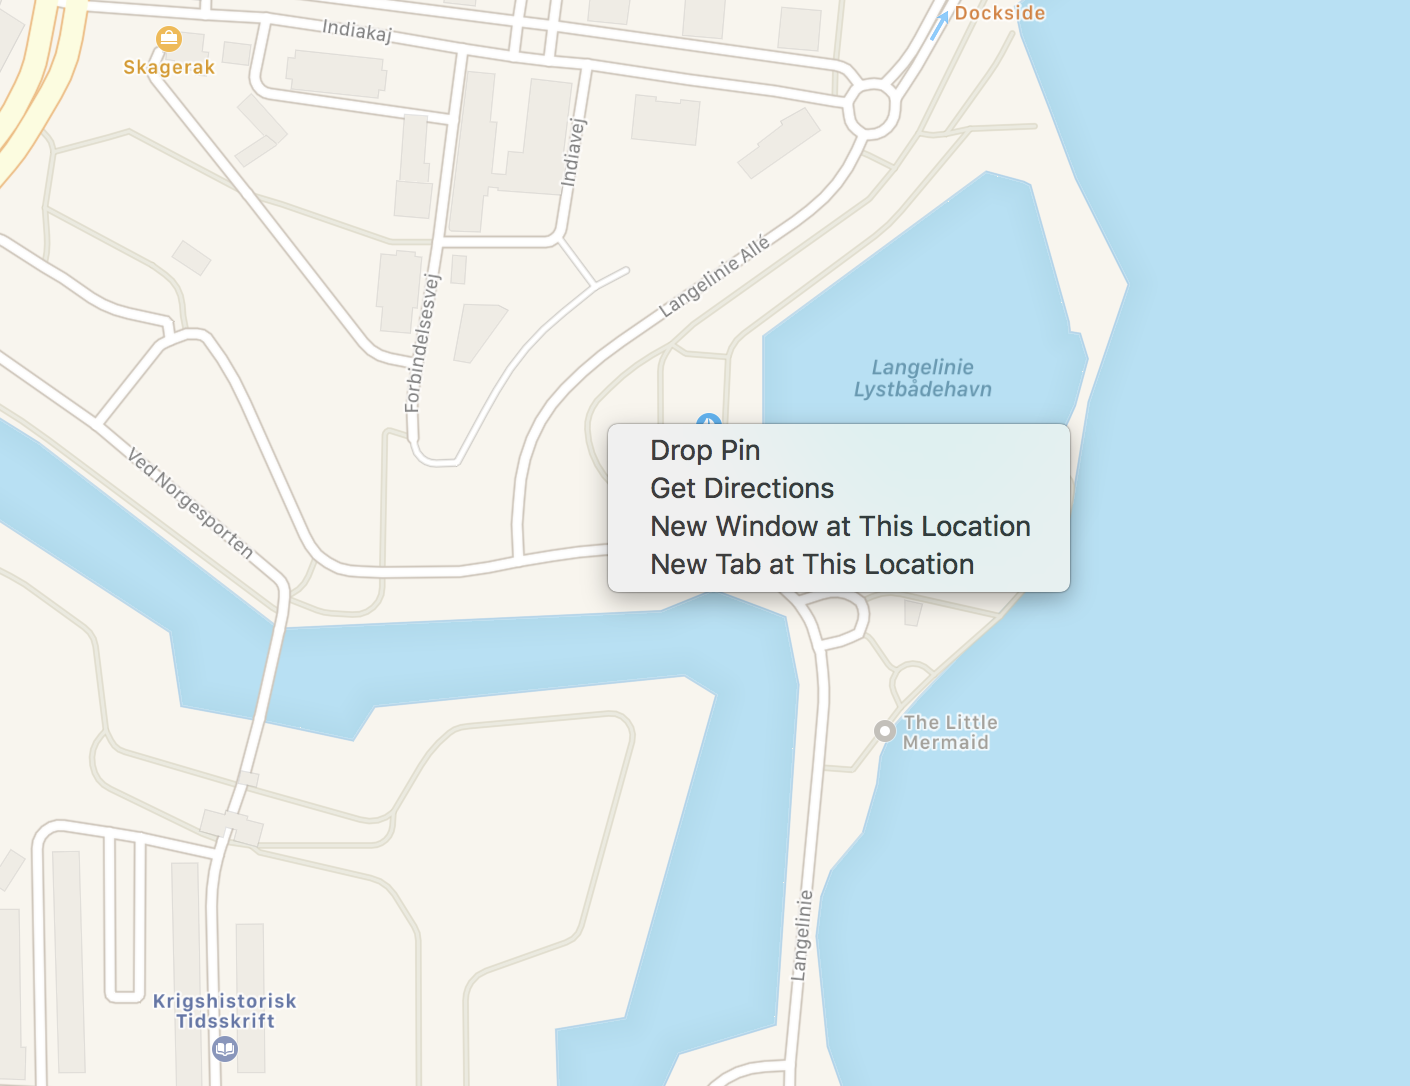 Dockside
Indiakaj
Skagerak
Indiavej
Langelinie Allé
Forbindelsesvej
Langelinie
Lystbådehavn
Drop Pin
Get Directions
New Window at This Location
New Tab at This Location
Ved Norgesporten
The Little
Mermaid
Langelinie
Krigshistorisk
Tidsskrift